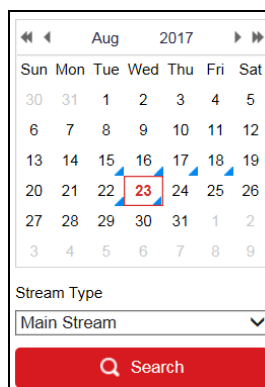 Aug 2017
Sun Mon Tue Wed Thu Fri Sat
30 31 1 2 3 4 5
6 7 8 9 10 11 12
13 14 15 16 17 18 19
20 21 22 23 24 25 26
27 28 29 30 31 1 2
3 4 5 6 7 8 9
Stream Type
Main Stream
Search